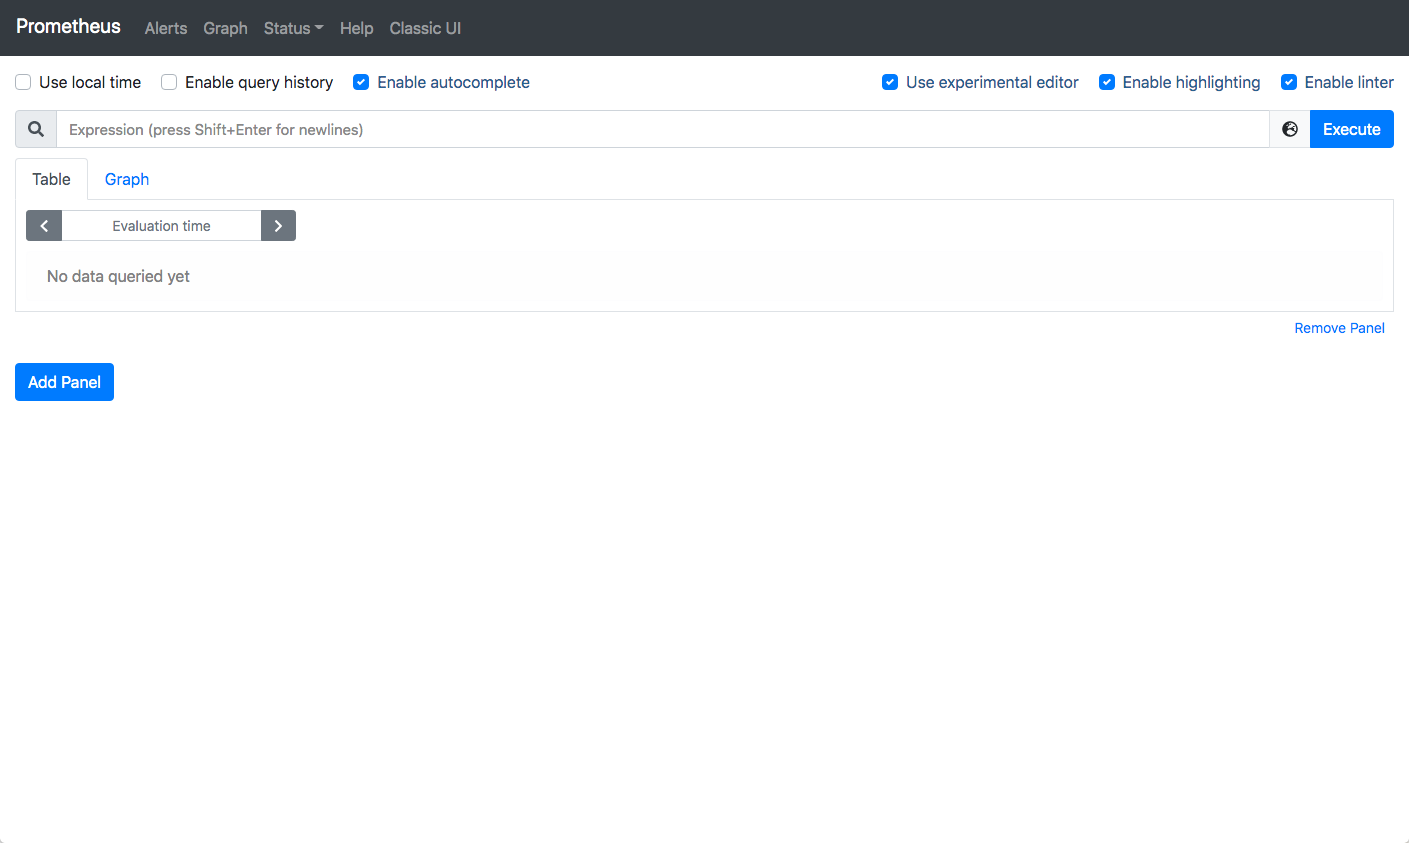 Prometheus Alerts Graph Status Help Classic UI
Use local time Enable query history Enable autocomplete Use experimental editor Enable highlighting Enable linter
Expression (press Shift+Enter for newlines) Execute
Table Graph
Evaluation time
No data queried yet
Remove Panel
Add Panel